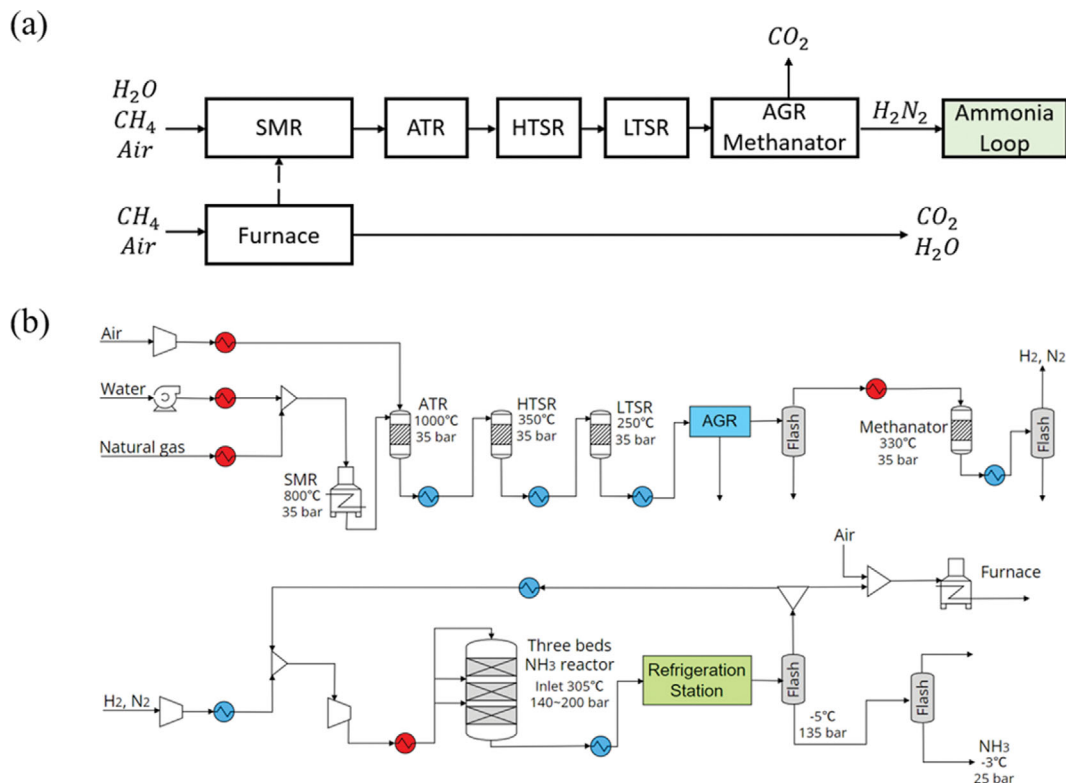 (a)
CO₂
H₂O
CH₄
Air
SMR
ATR
HTSR
LTSR
AGR
Methanator
H₂N₂
Ammonia
Loop
CH₄
Air
Furnace
CO₂
H₂O
(b)
Air
Water
Natural gas
SMR
800℃
35 bar
ATR
1000℃
35 bar
HTSR
350℃
35 bar
LTSR
250℃
35 bar
AGR
Flash
Methanator
330℃
35 bar
H₂, N₂
Flash
Air
Furnace
H₂, N₂
Three beds
NH₃ reactor
Inlet 305℃
140~200 bar
Refrigeration
Station
Flash
-5℃
135 bar
Flash
NH₃
-3℃
25 bar